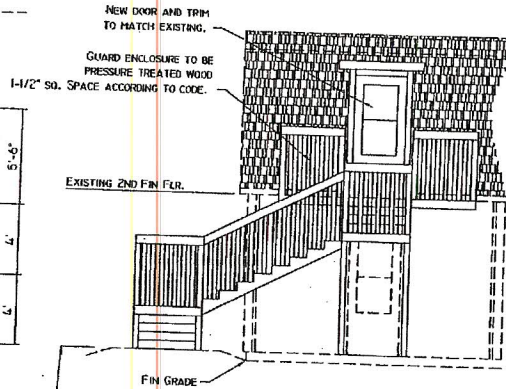 NEW DOOR AND TRIM
TO MATCH EXISTING.
GUARD ENCLOSURE TO BE
PRESSURE TREATED WOOD
1-1/2" SQ. SPACE ACCORDING TO CODE.
5'-6"
EXISTING 2ND FIN FLR.
4'
4'
FIN GRADE